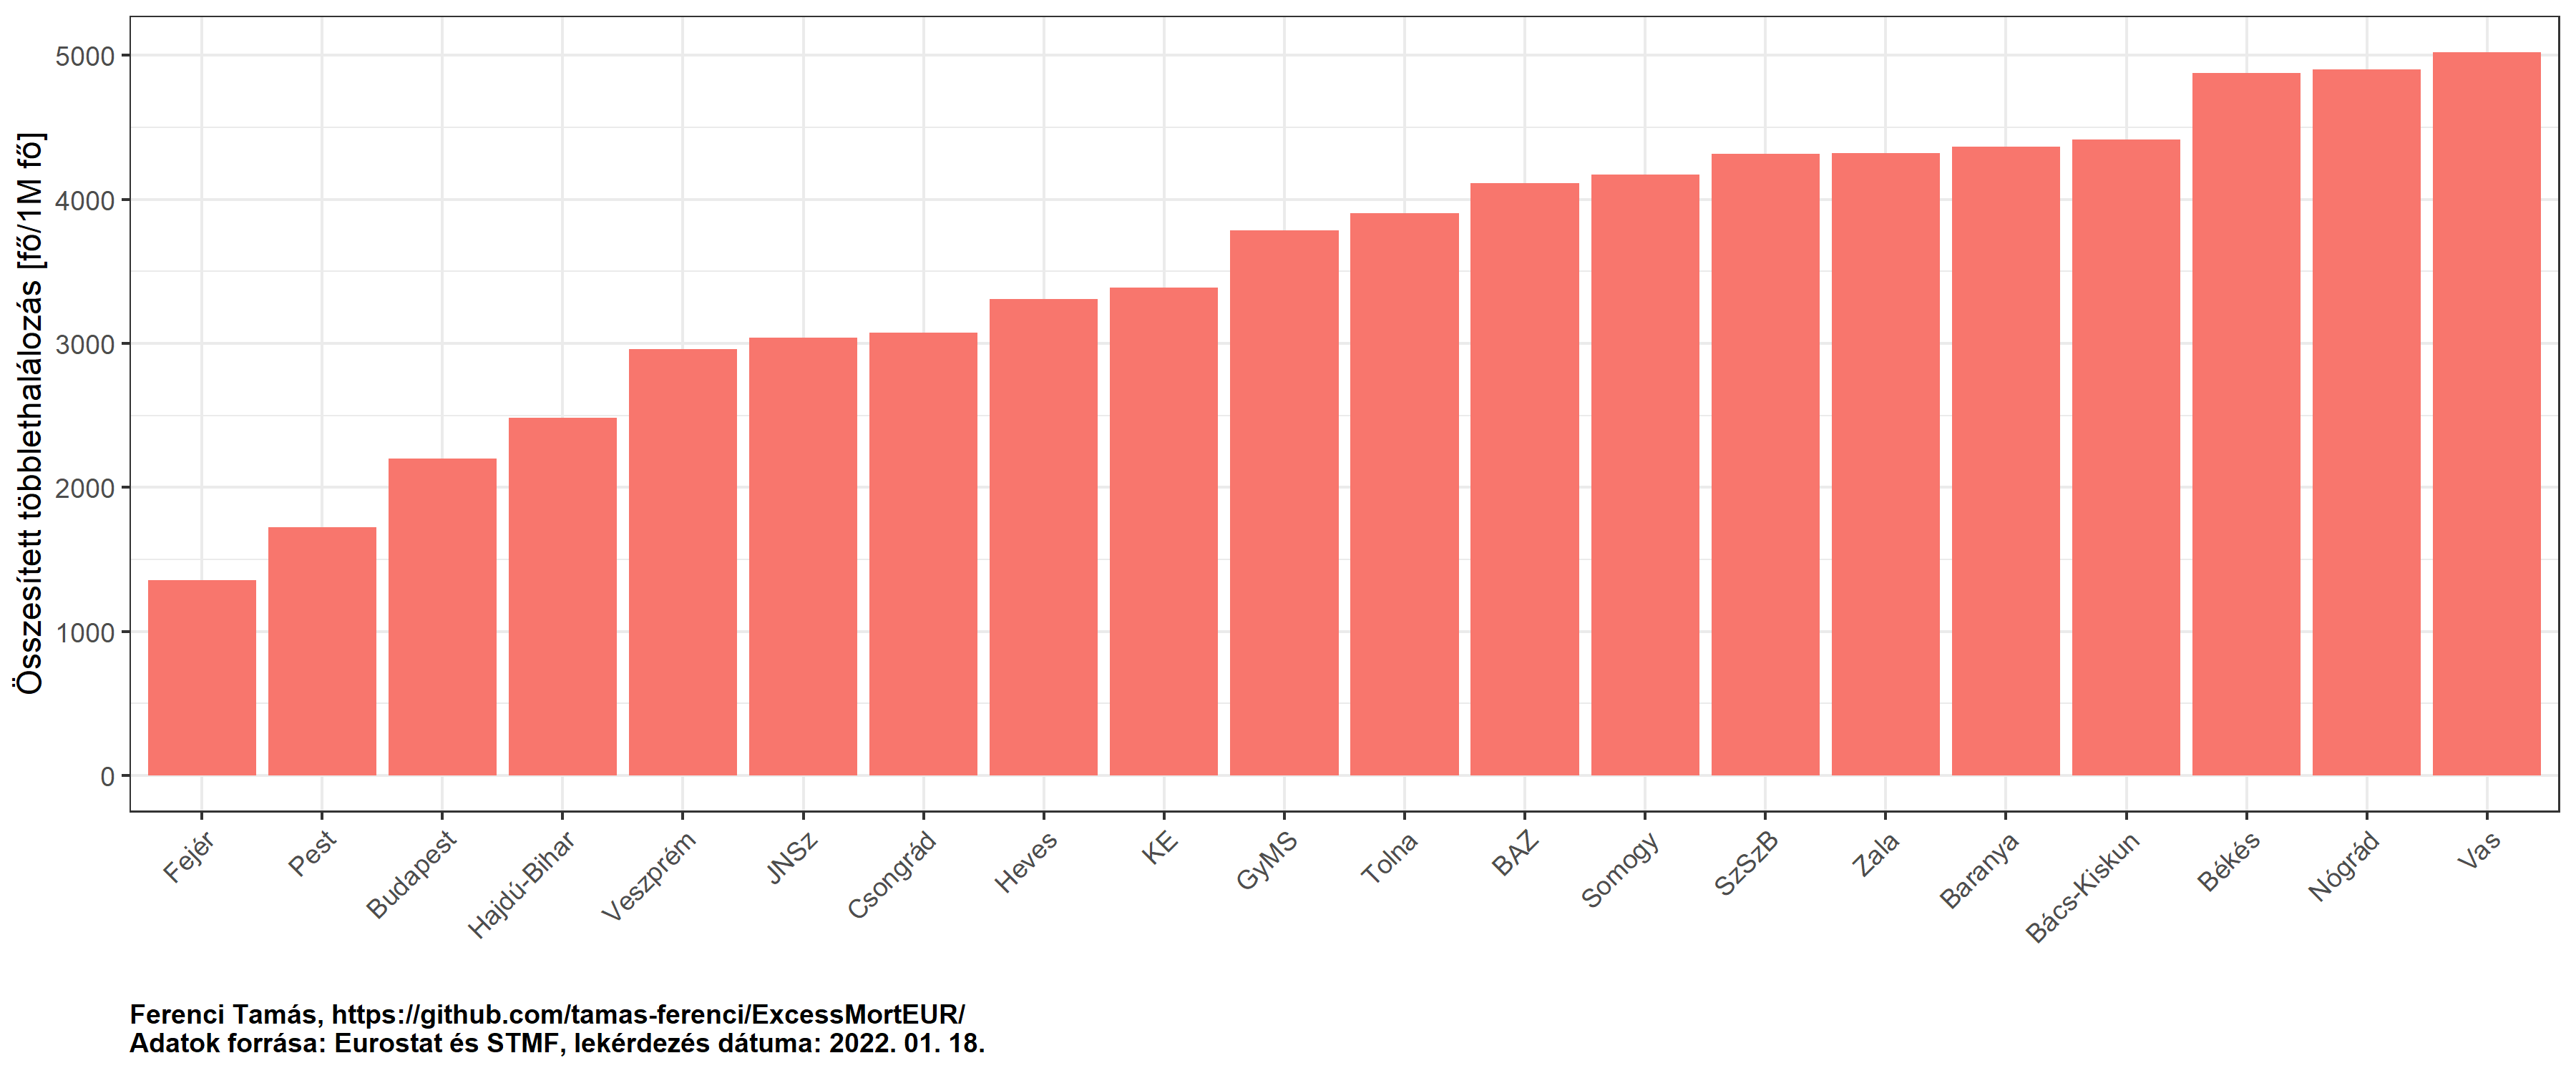 Összesített többlethalálozás [fő/1M fő]
5000
4000
3000
2000
1000
0
Fejér
Pest
Budapest
Hajdú-Bihar
Veszprém
JNSz
Csongrád
Heves
KE
GyMS
Tolna
BAZ
Somogy
SzSzB
Zala
Baranya
Bács-Kiskun
Békés
Nógrád
Vas
Ferenci Tamás, https://github.com/tamas-ferenci/ExcessMortEUR/
Adatok forrása: Eurostat és STMF, lekérdezés dátuma: 2022. 01. 18.